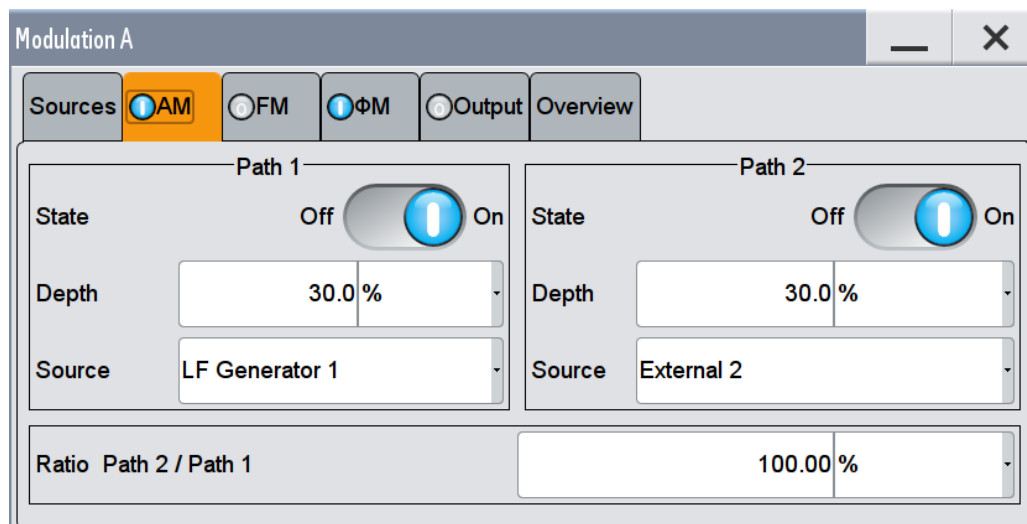 Modulation A
Sources AM FM ΦM Output Overview
Path 1
State Off On
Depth 30.0 %
Source LF Generator 1
Path 2
State Off On
Depth 30.0 %
Source External 2
Ratio Path 2 / Path 1 100.00 %